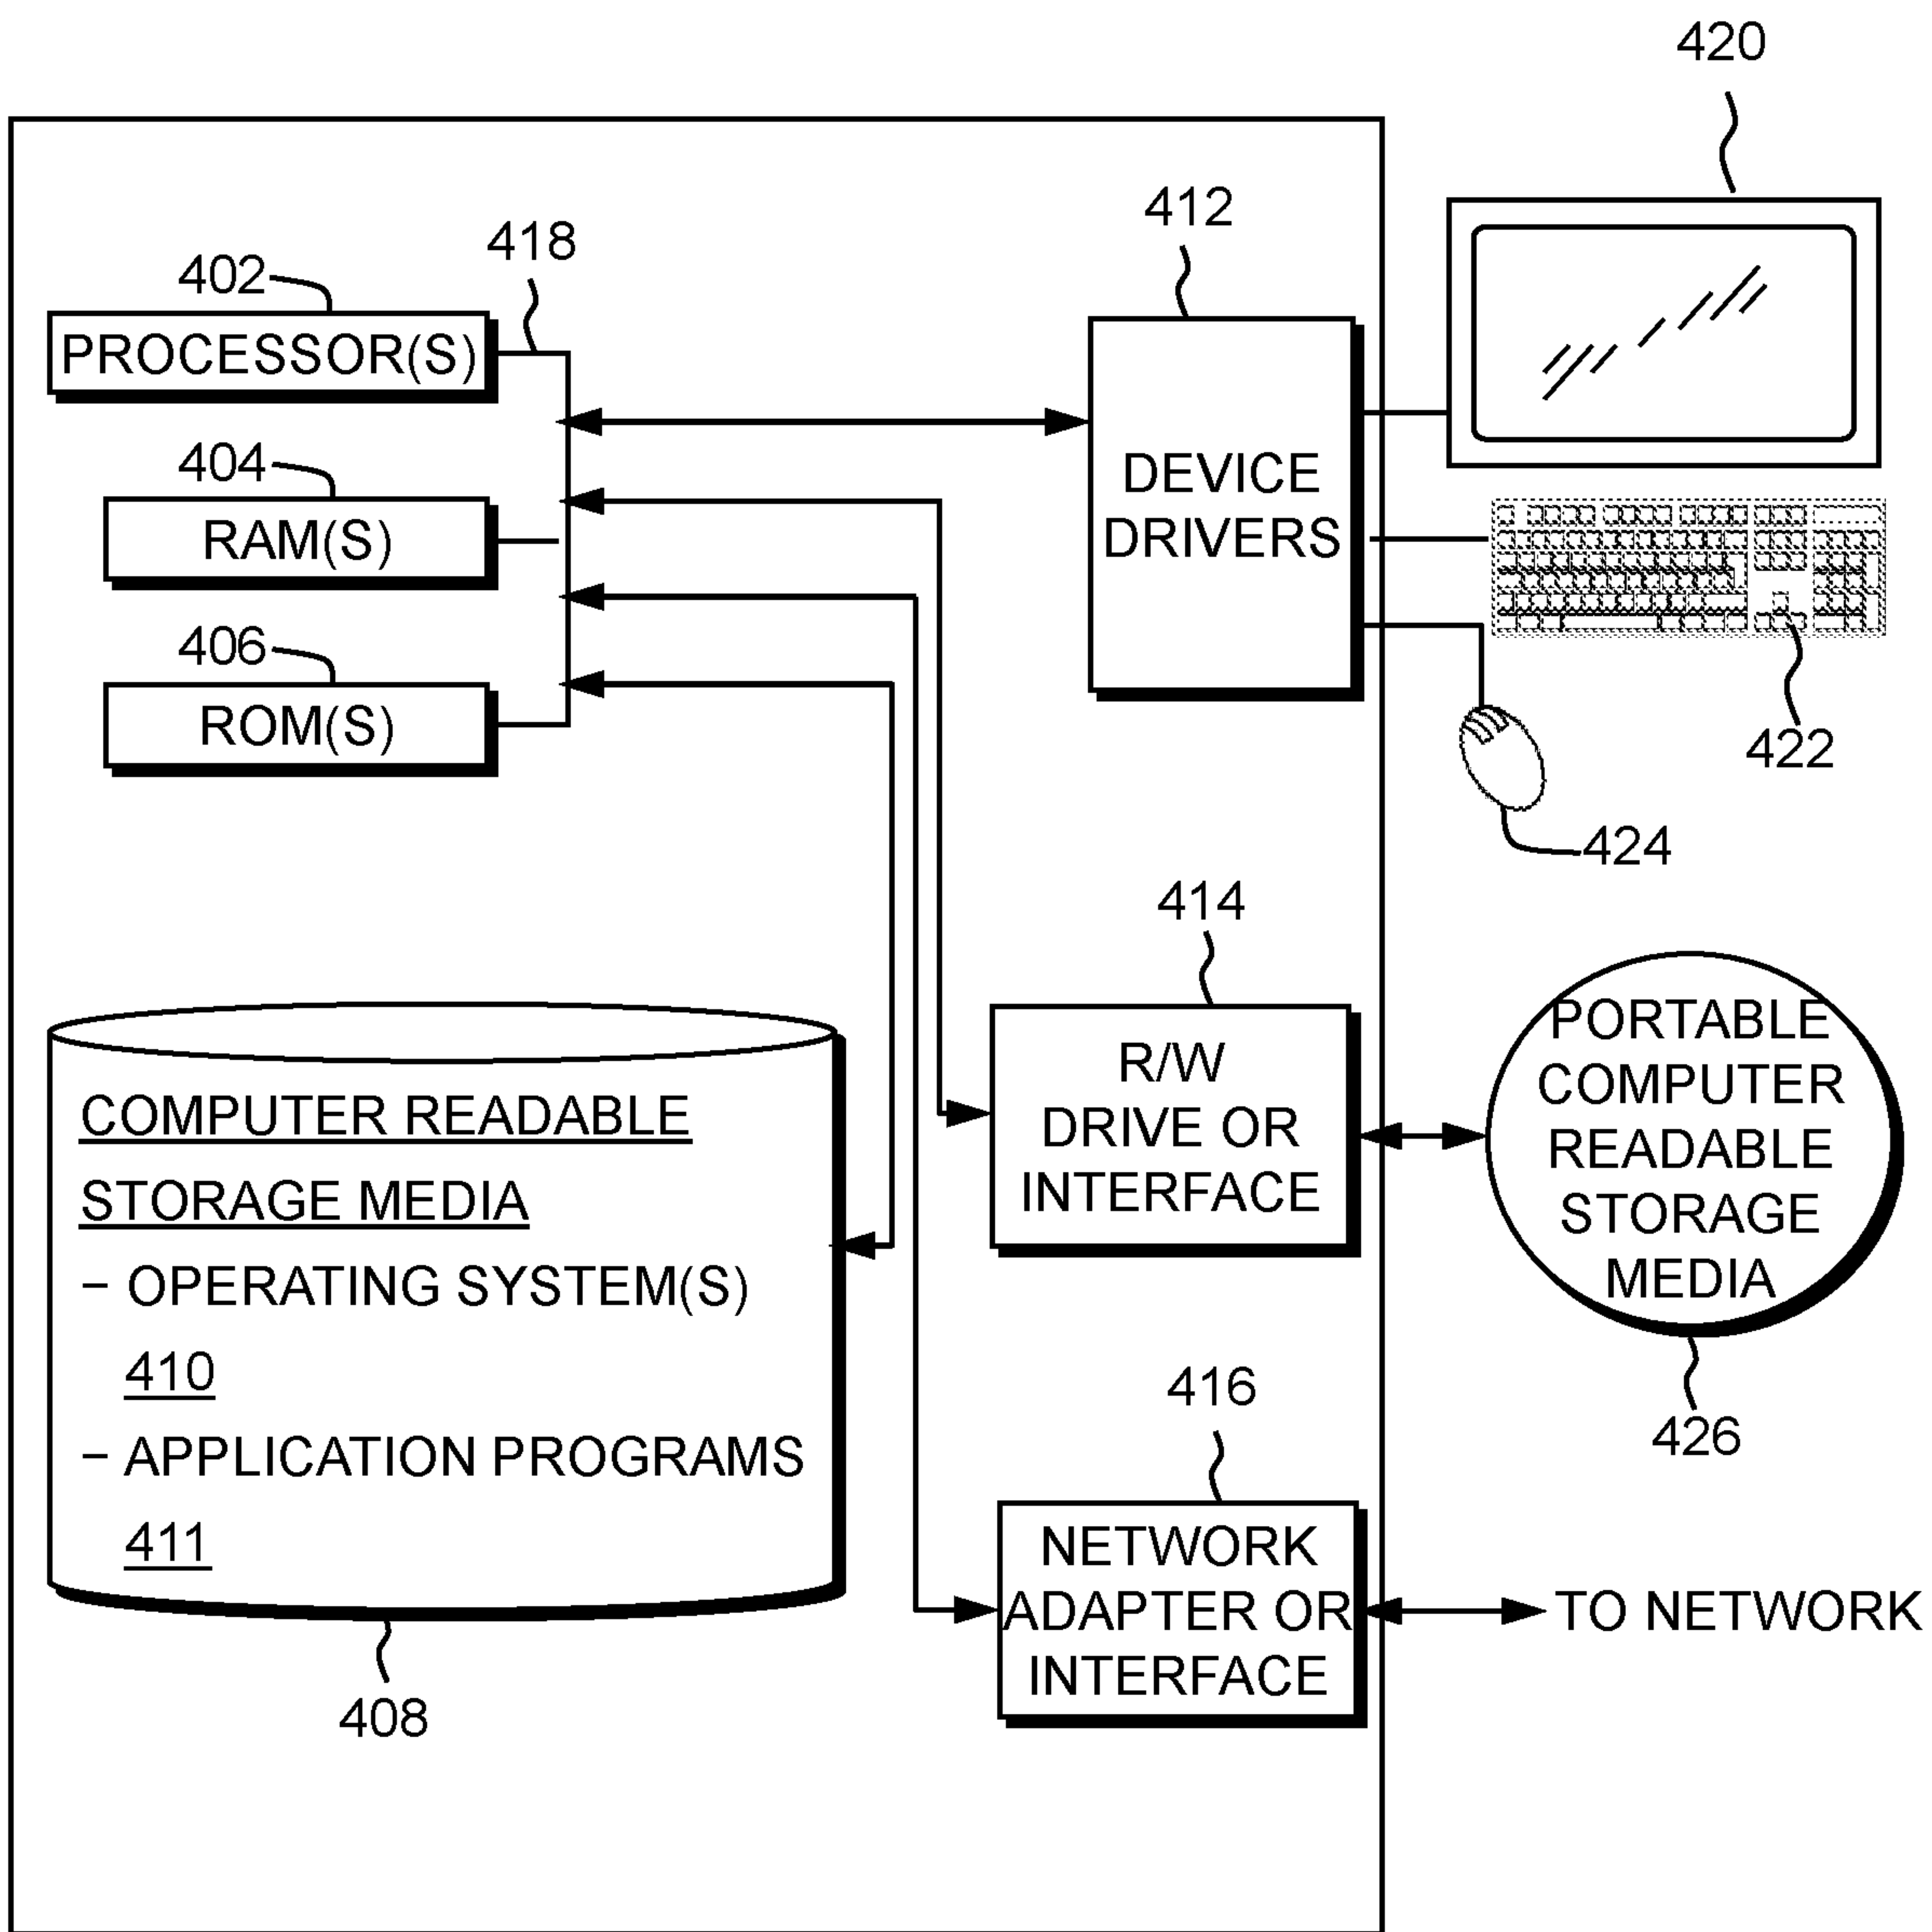 420
412
418
402
PROCESSOR(S)
404
RAM(S)
406
ROM(S)
DEVICE
DRIVERS
422
424
414
R/W
DRIVE OR
INTERFACE
PORTABLE
COMPUTER
READABLE
STORAGE
MEDIA
426
COMPUTER READABLE
STORAGE MEDIA
– OPERATING SYSTEM(S)
410
– APPLICATION PROGRAMS
411
408
416
NETWORK
ADAPTER OR
INTERFACE
TO NETWORK